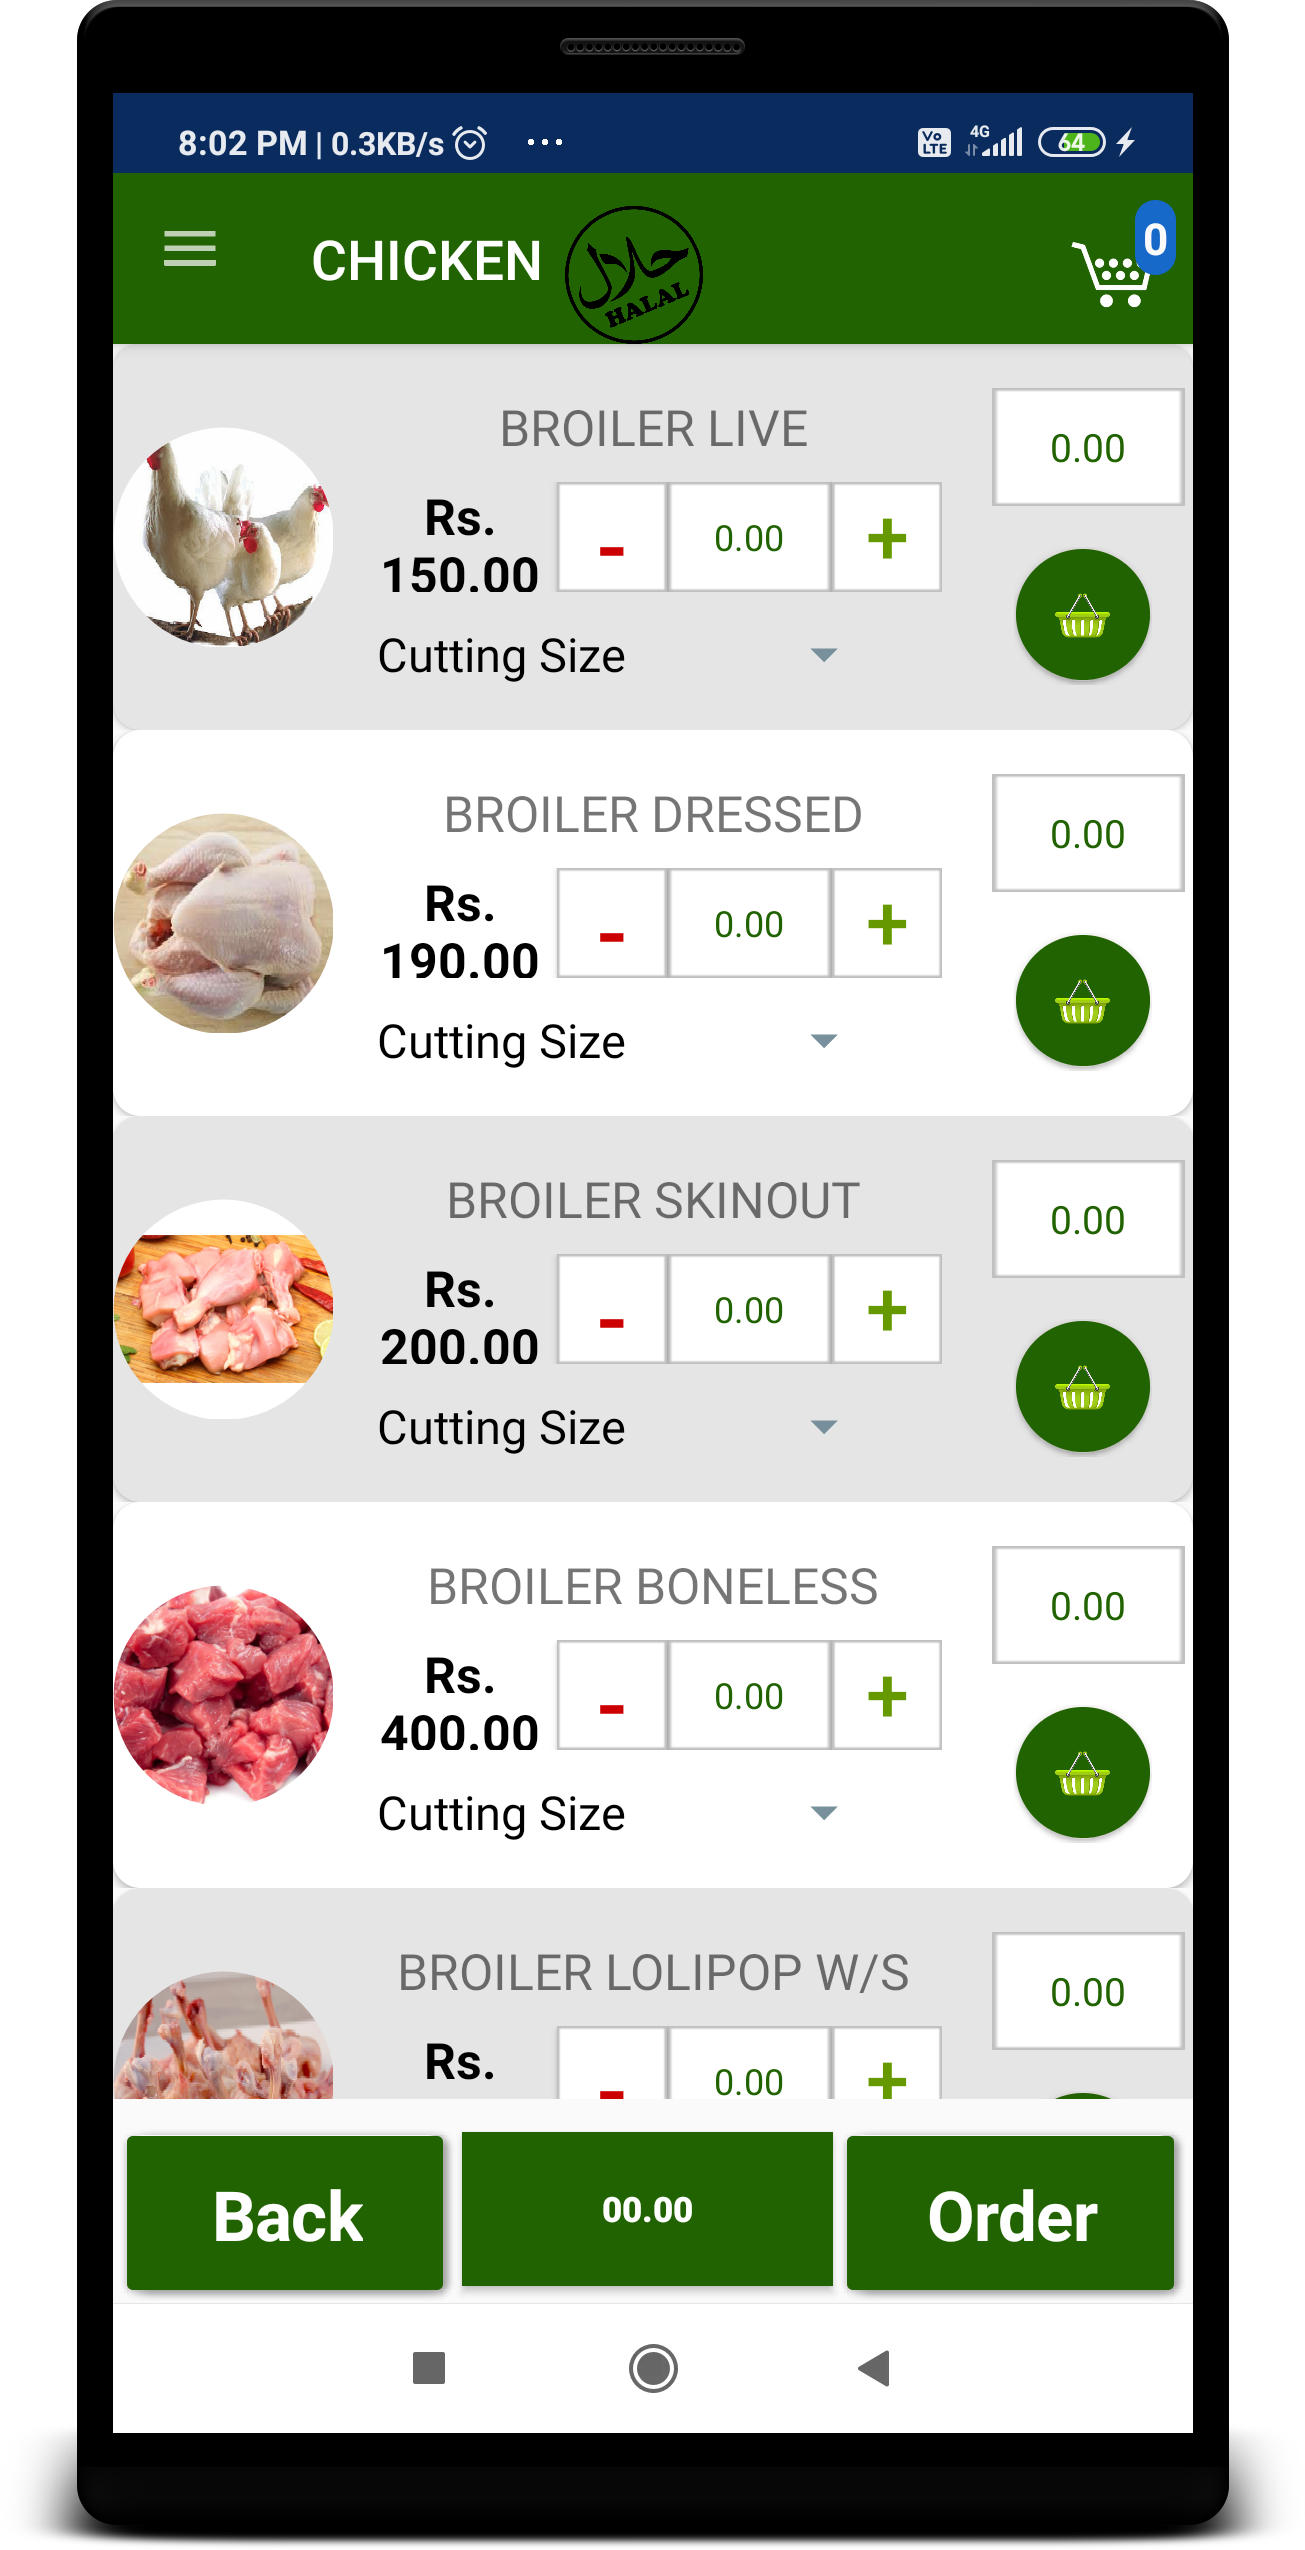 8:02 PM | 0.3KB/s ...
Vo LTE 4G 64
CHICKEN
حلال
HALAL
0
BROILER LIVE
0.00
Rs.
150.00
- 0.00 +
Cutting Size
BROILER DRESSED
0.00
Rs.
190.00
- 0.00 +
Cutting Size
BROILER SKINOUT
0.00
Rs.
200.00
- 0.00 +
Cutting Size
BROILER BONELESS
0.00
Rs.
400.00
- 0.00 +
Cutting Size
BROILER LOLIPOP W/S
0.00
Rs.
- 0.00 +
Back
00.00
Order